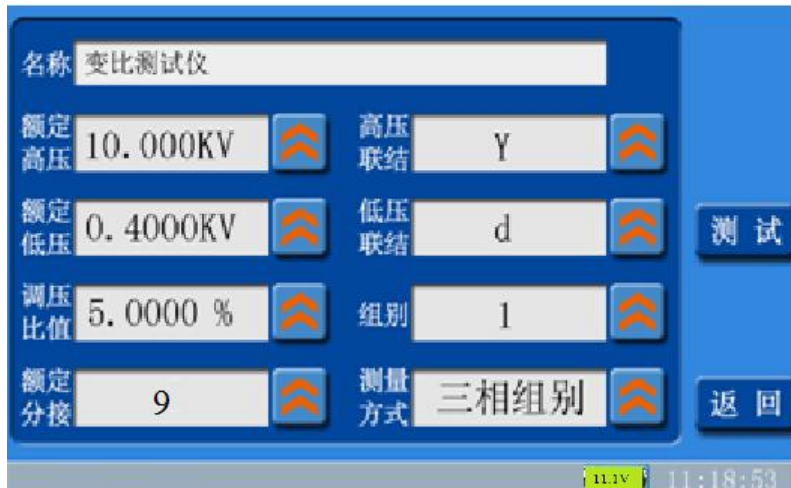 名称 变比测试仪
额定高压 10.000KV
高压联结 Y
额定低压 0.4000KV
低压联结 d
测 试
调压比值 5.0000 %
组别 1
额定分接 9
测量方式 三相组别
返 回
11.1V 11:18:53